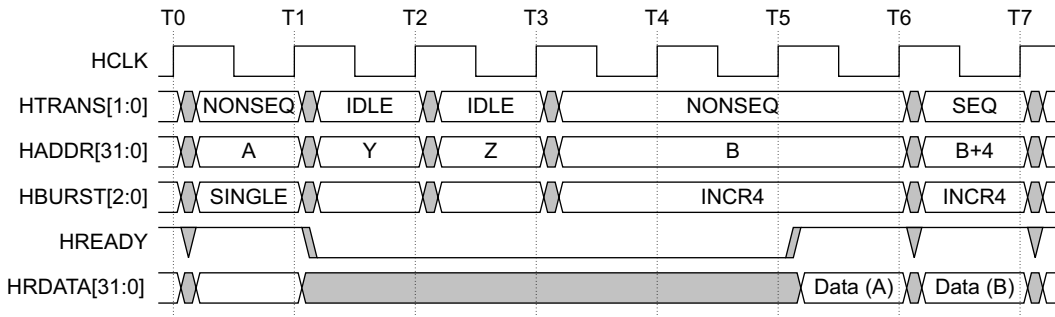 T0 T1 T2 T3 T4 T5 T6 T7
HCLK
HTRANS[1:0] NONSEQ IDLE IDLE NONSEQ SEQ
HADDR[31:0] A Y Z B B+4
HBURST[2:0] SINGLE INCR4 INCR4
HREADY
HRDATA[31:0] Data (A) Data (B)